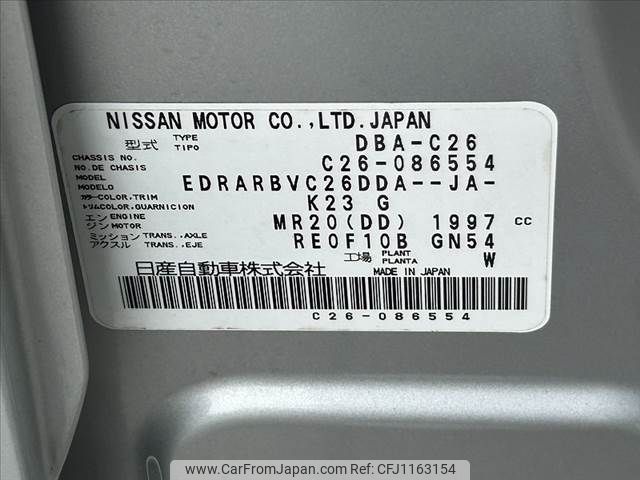 NISSAN MOTOR CO.,LTD.JAPAN
型式 TYPE TIPO DBA-C26
CHASSIS NO. NO.DE CHASIS C26-086554
MODEL MODELO EDRARBVC26DDA--JA-
カラー COLOR,TRIM トリム COLOR,GUARNICION K23 G
エンジン ENGINE MOTOR MR20(DD) 1997 CC
ミッション TRANS.,AXLE アクスル TRANS.,EJE RE0F10B GN54
工場 PLANT PLANTA W
日産自動車株式会社 MADE IN JAPAN
C26-086554
www.CarFromJapan.com | Ref No. CFJ1163154